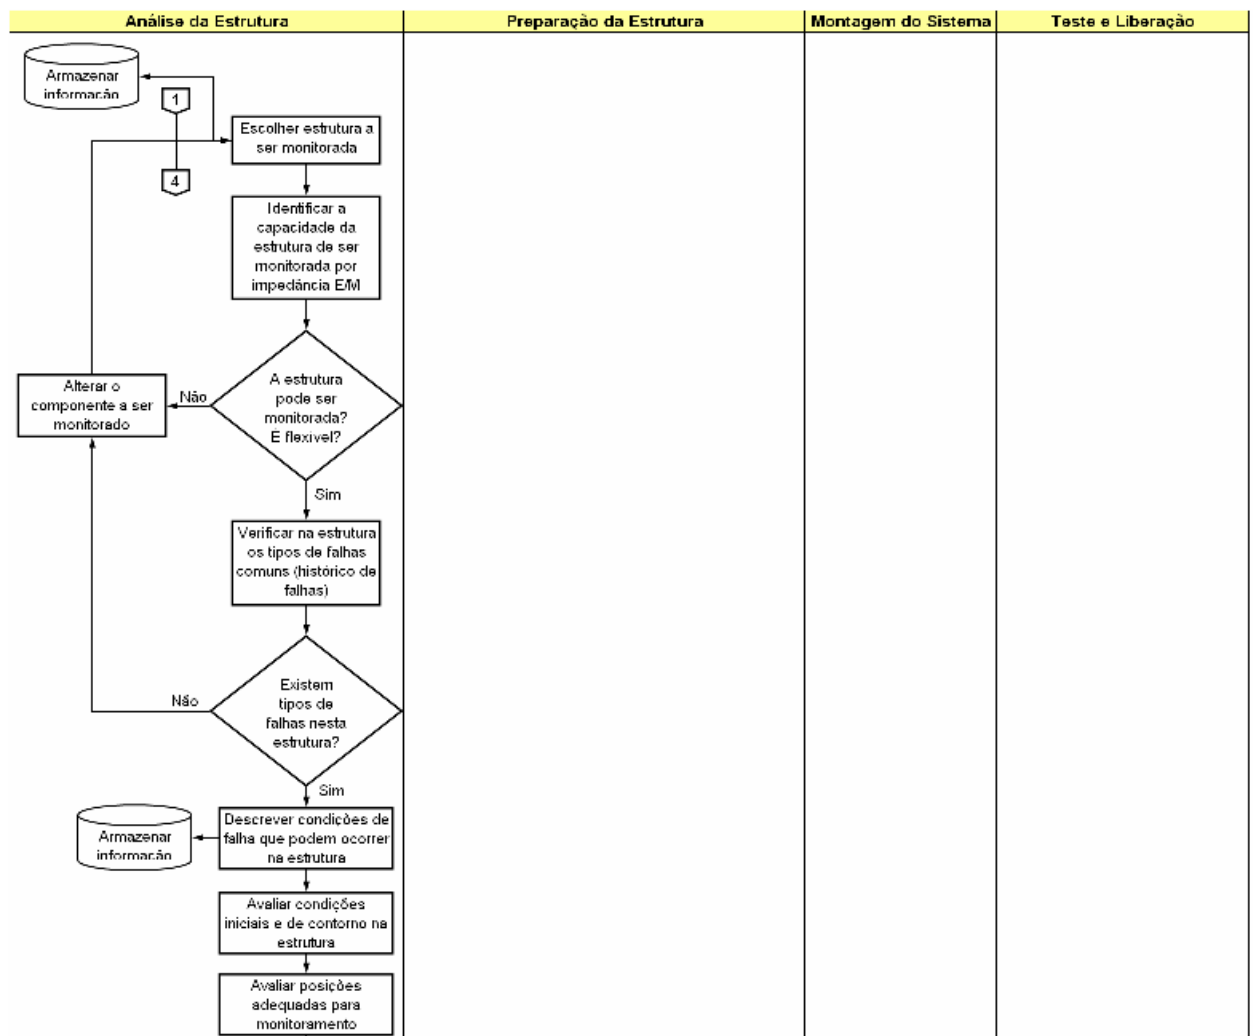 Análise da Estrutura
Preparação da Estrutura
Montagem do Sistema
Teste e Liberação
Armazenar
informacăn
1
Escolher estrutura a
ser monitorada
4
Identificar a
capacidade da
estrutura de ser
monitorada por
impedância E/M
A estrutura
pode ser
monitorada?
É flexivel?
Não
Alterar o
componente a ser
monitorado
Sim
Verificar na estrutura
os tipos de falhas
comuns (histórico de
falhas)
Existem
tipos de
falhas nesta
estrutura?
Não
Sim
Descrever condições de
falha que podem ocorrer
na estrutura
Armazenar
informacăn
Avaliar condições
iniciais e de contorno na
estrutura
Avaliar posições
adequadas para
monitoramento